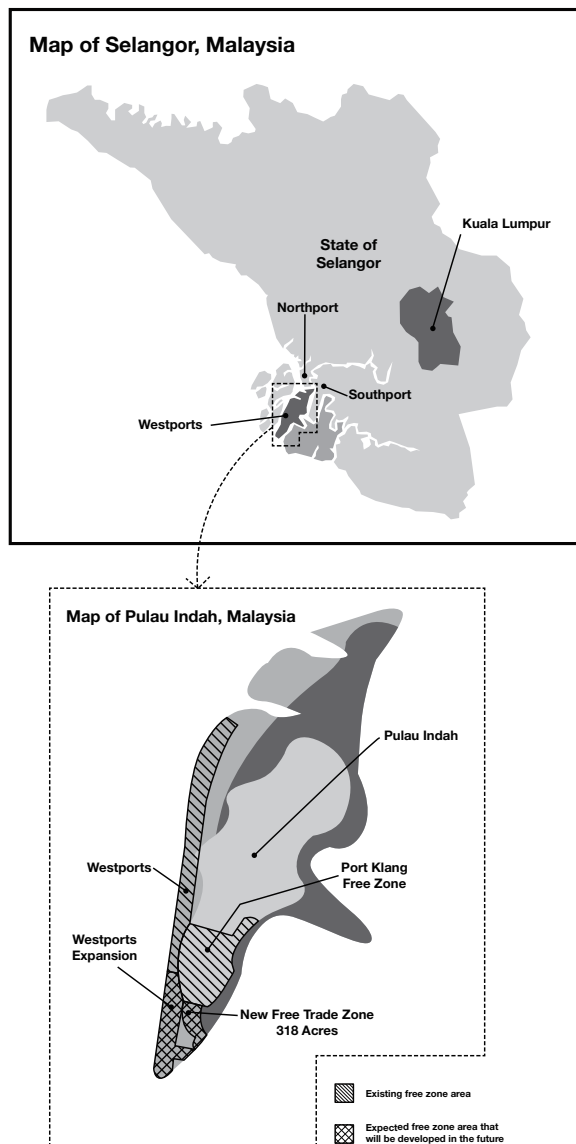 Map of Selangor, Malaysia
Kuala Lumpur
State of
Selangor
Northport
Southport
Westports
Map of Pulau Indah, Malaysia
Pulau Indah
Westports
Port Klang
Free Zone
Westports
Expansion
New Free Trade Zone
318 Acres
Existing free zone area
Expected free zone area that
will be developed in the future